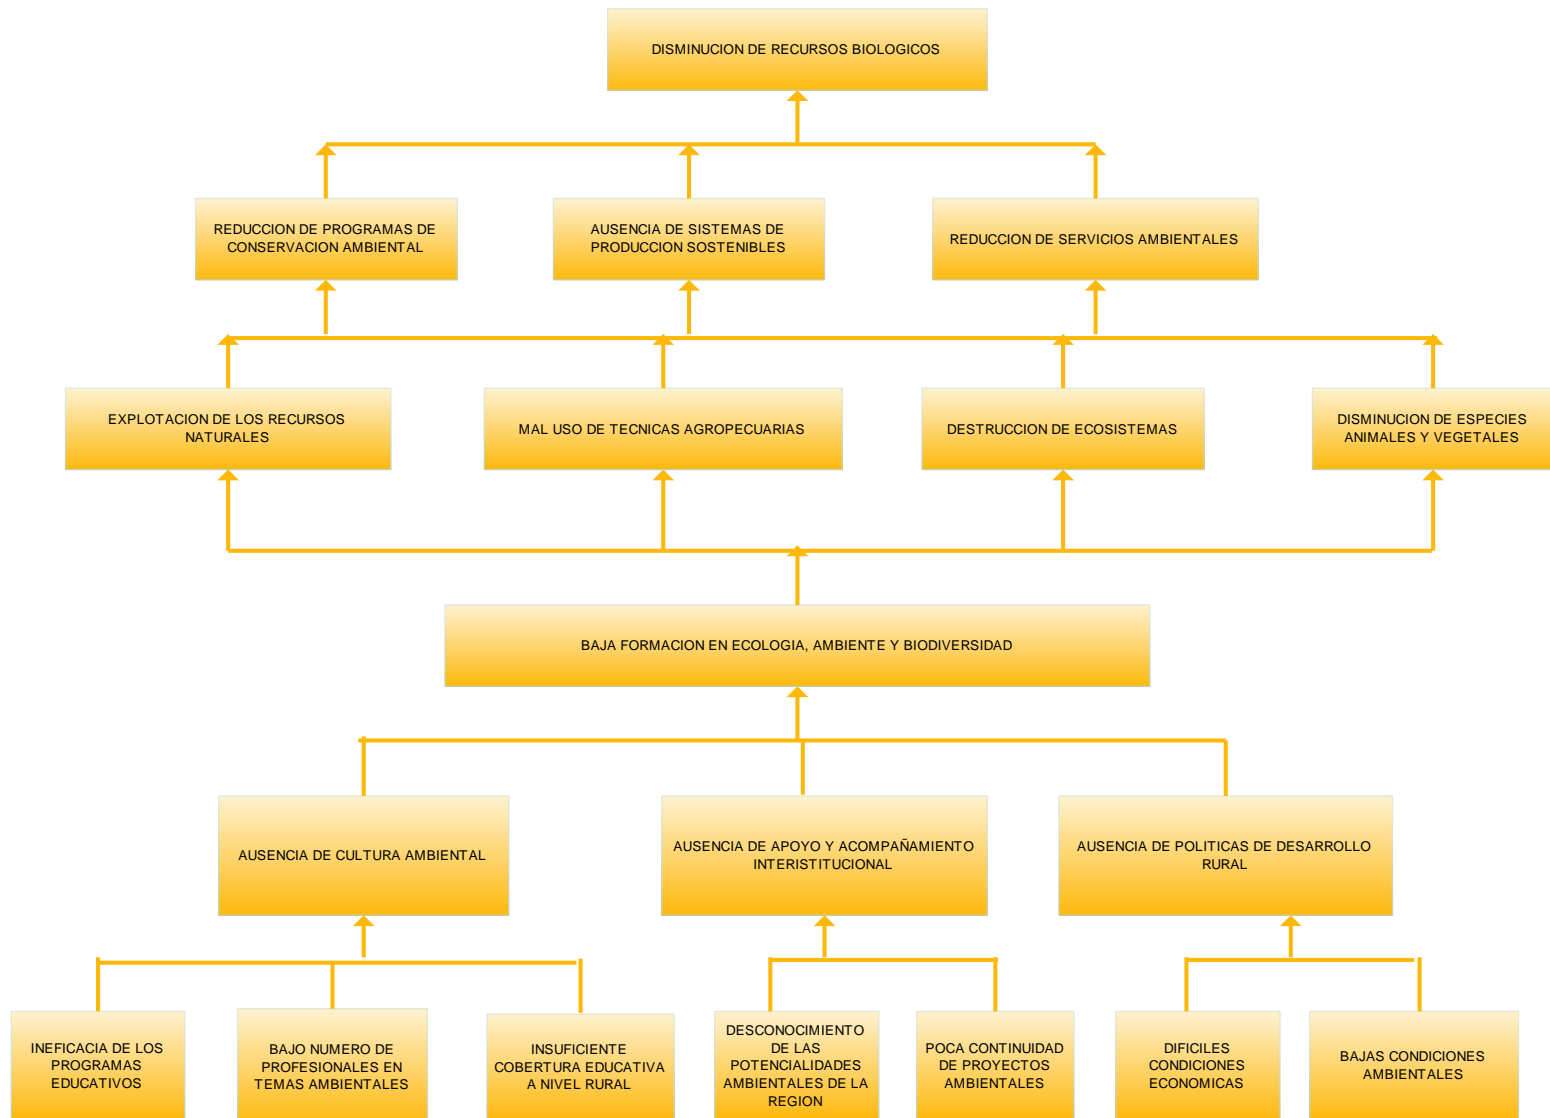 DISMINUCION DE RECURSOS BIOLOGICOS
REDUCCION DE PROGRAMAS DE
CONSERVACION AMBIENTAL
AUSENCIA DE SISTEMAS DE
PRODUCCION SOSTENIBLES
REDUCCION DE SERVICIOS AMBIENTALES
EXPLOTACION DE LOS RECURSOS
NATURALES
MAL USO DE TECNICAS AGROPECUARIAS
DESTRUCCION DE ECOSISTEMAS
DISMINUCION DE ESPECIES
ANIMALES Y VEGETALES
BAJA FORMACION EN ECOLOGIA, AMBIENTE Y BIODIVERSIDAD
AUSENCIA DE CULTURA AMBIENTAL
AUSENCIA DE APOYO Y ACOMPAÑAMIENTO
INTERISTITUCIONAL
AUSENCIA DE POLITICAS DE DESARROLLO
RURAL
INEFICACIA DE LOS
PROGRAMAS
EDUCATIVOS
BAJO NUMERO DE
PROFESIONALES EN
TEMAS AMBIENTALES
INSUFICIENTE
COBERTURA EDUCATIVA
A NIVEL RURAL
DESCONOCIMIENTO
DE LAS
POTENCIALIDADES
AMBIENTALES DE LA
REGION
POCA CONTINUIDAD
DE PROYECTOS
AMBIENTALES
DIFICILES
CONDICIONES
ECONOMICAS
BAJAS CONDICIONES
AMBIENTALES